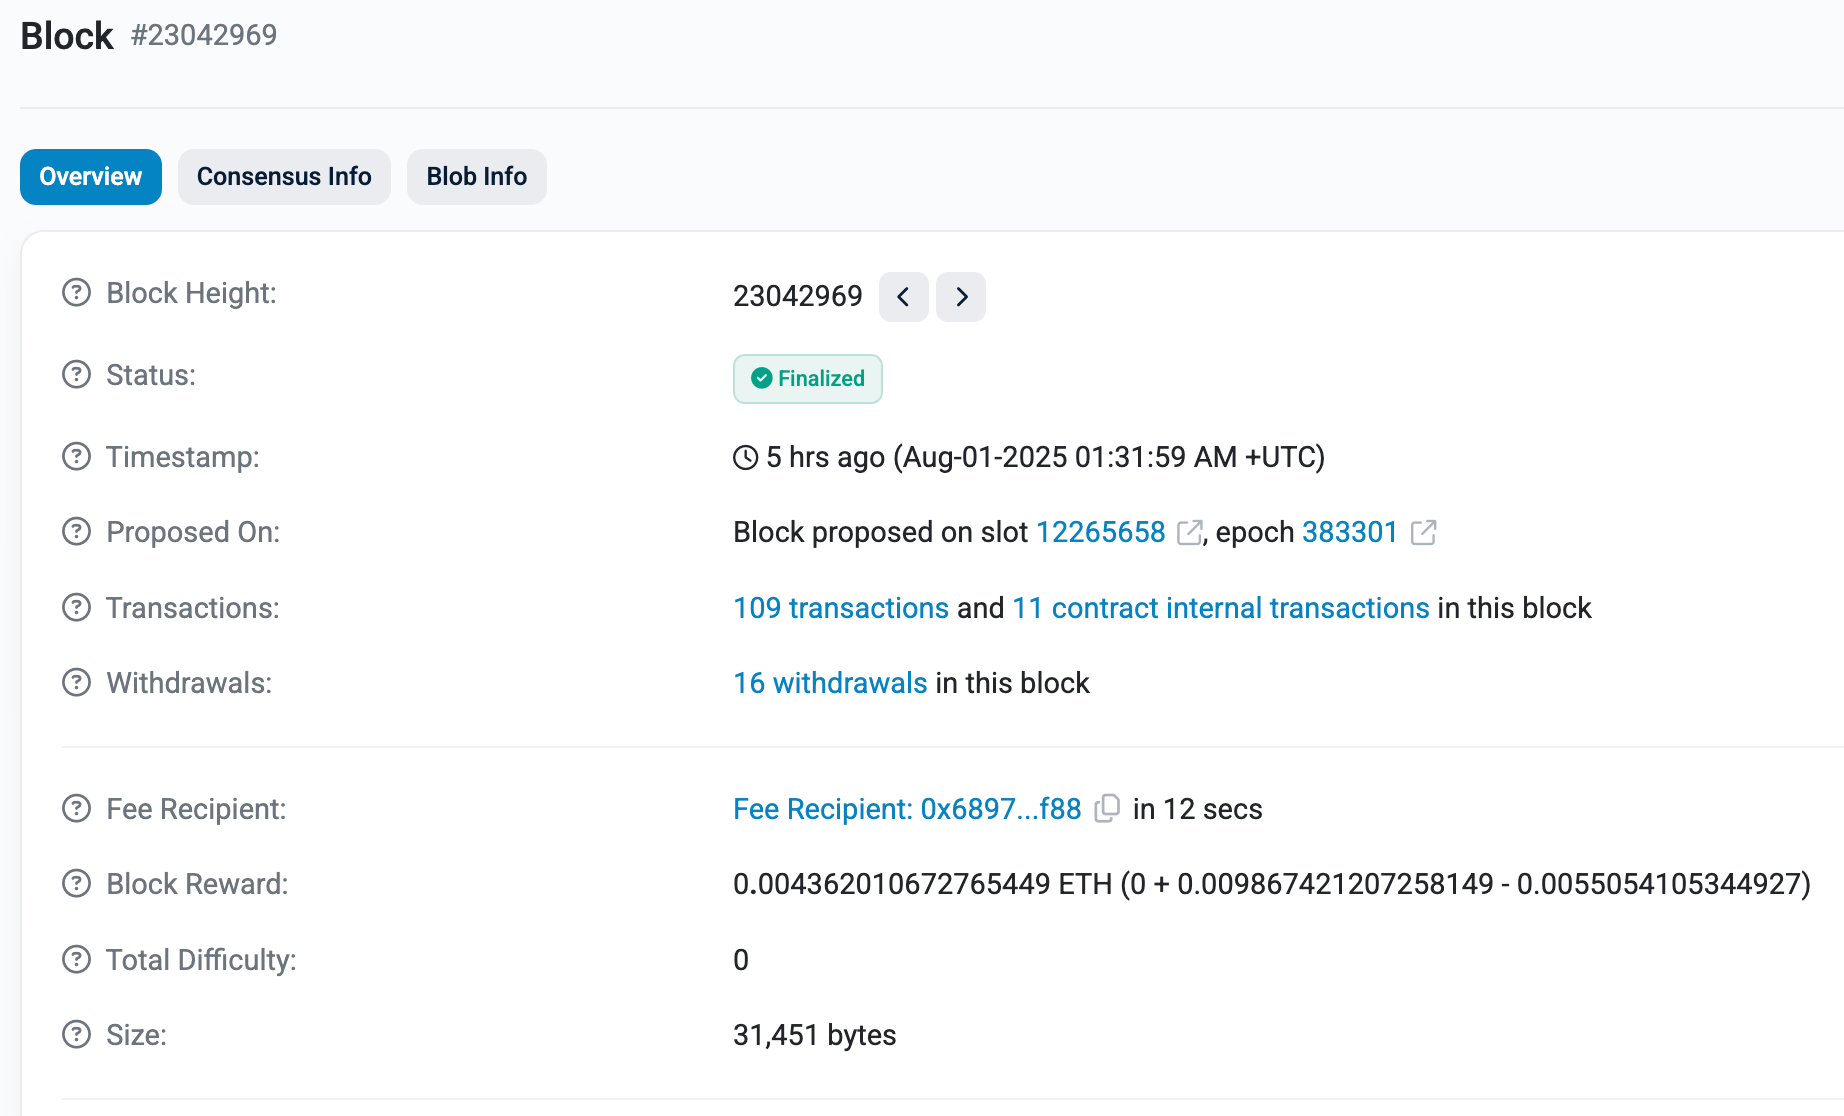 Block #23042969
Overview Consensus Info Blob Info
Block Height: 23042969
Status: Finalized
Timestamp: 5 hrs ago (Aug-01-2025 01:31:59 AM +UTC)
Proposed On: Block proposed on slot 12265658 , epoch 383301
Transactions: 109 transactions and 11 contract internal transactions in this block
Withdrawals: 16 withdrawals in this block
Fee Recipient: Fee Recipient: 0x6897...f88 in 12 secs
Block Reward: 0.004362010672765449 ETH (0 + 0.009867421207258149 - 0.0055054105344927)
Total Difficulty: 0
Size: 31,451 bytes